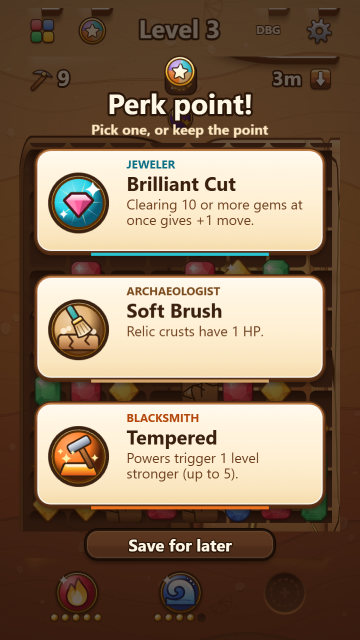 Level 3
DBG
9
3m
Perk point!
Pick one, or keep the point
JEWELER
Brilliant Cut
Clearing 10 or more gems at
once gives +1 move.
ARCHAEOLOGIST
Soft Brush
Relic crusts have 1 HP.
BLACKSMITH
Tempered
Powers trigger 1 level
stronger (up to 5).
Save for later